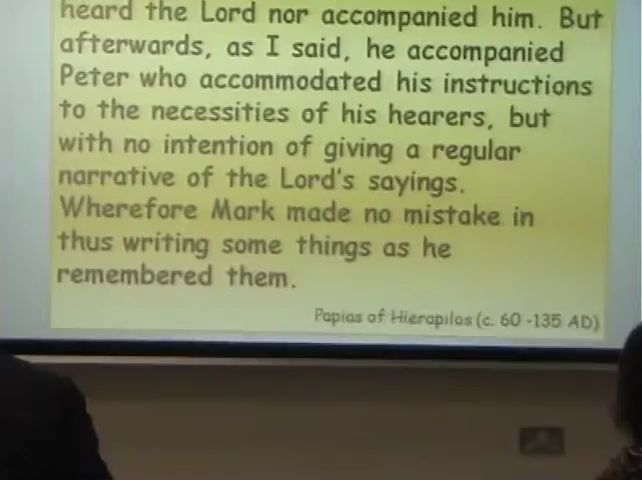 heard the Lord nor accompanied him. But
afterwards, as I said, he accompanied
Peter who accommodated his instructions
to the necessities of his hearers, but
with no intention of giving a regular
narrative of the Lord's sayings.
Wherefore Mark made no mistake in
thus writing some things as he
remembered them.
Papias of Hierapilos (c. 60 -135 AD)